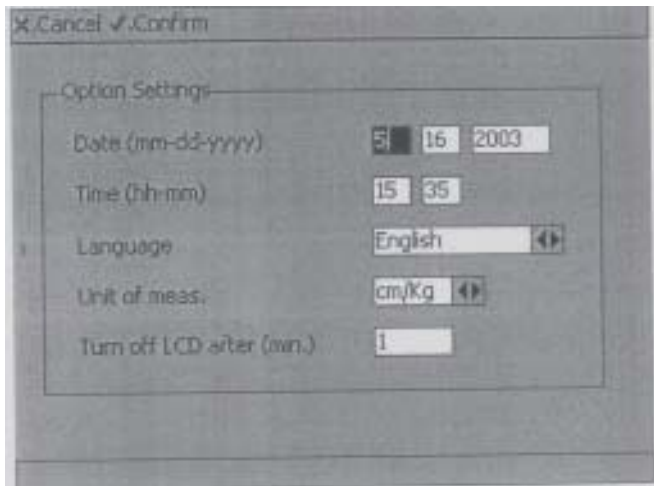 X.Cancel ✓.Confirm
Option Settings
Date (mm-dd-yyyy) 5 16 2003
Time (hh-mm) 15 35
Language English
Unit of meas. cm/Kg
Turn off LCD after (min.) 1